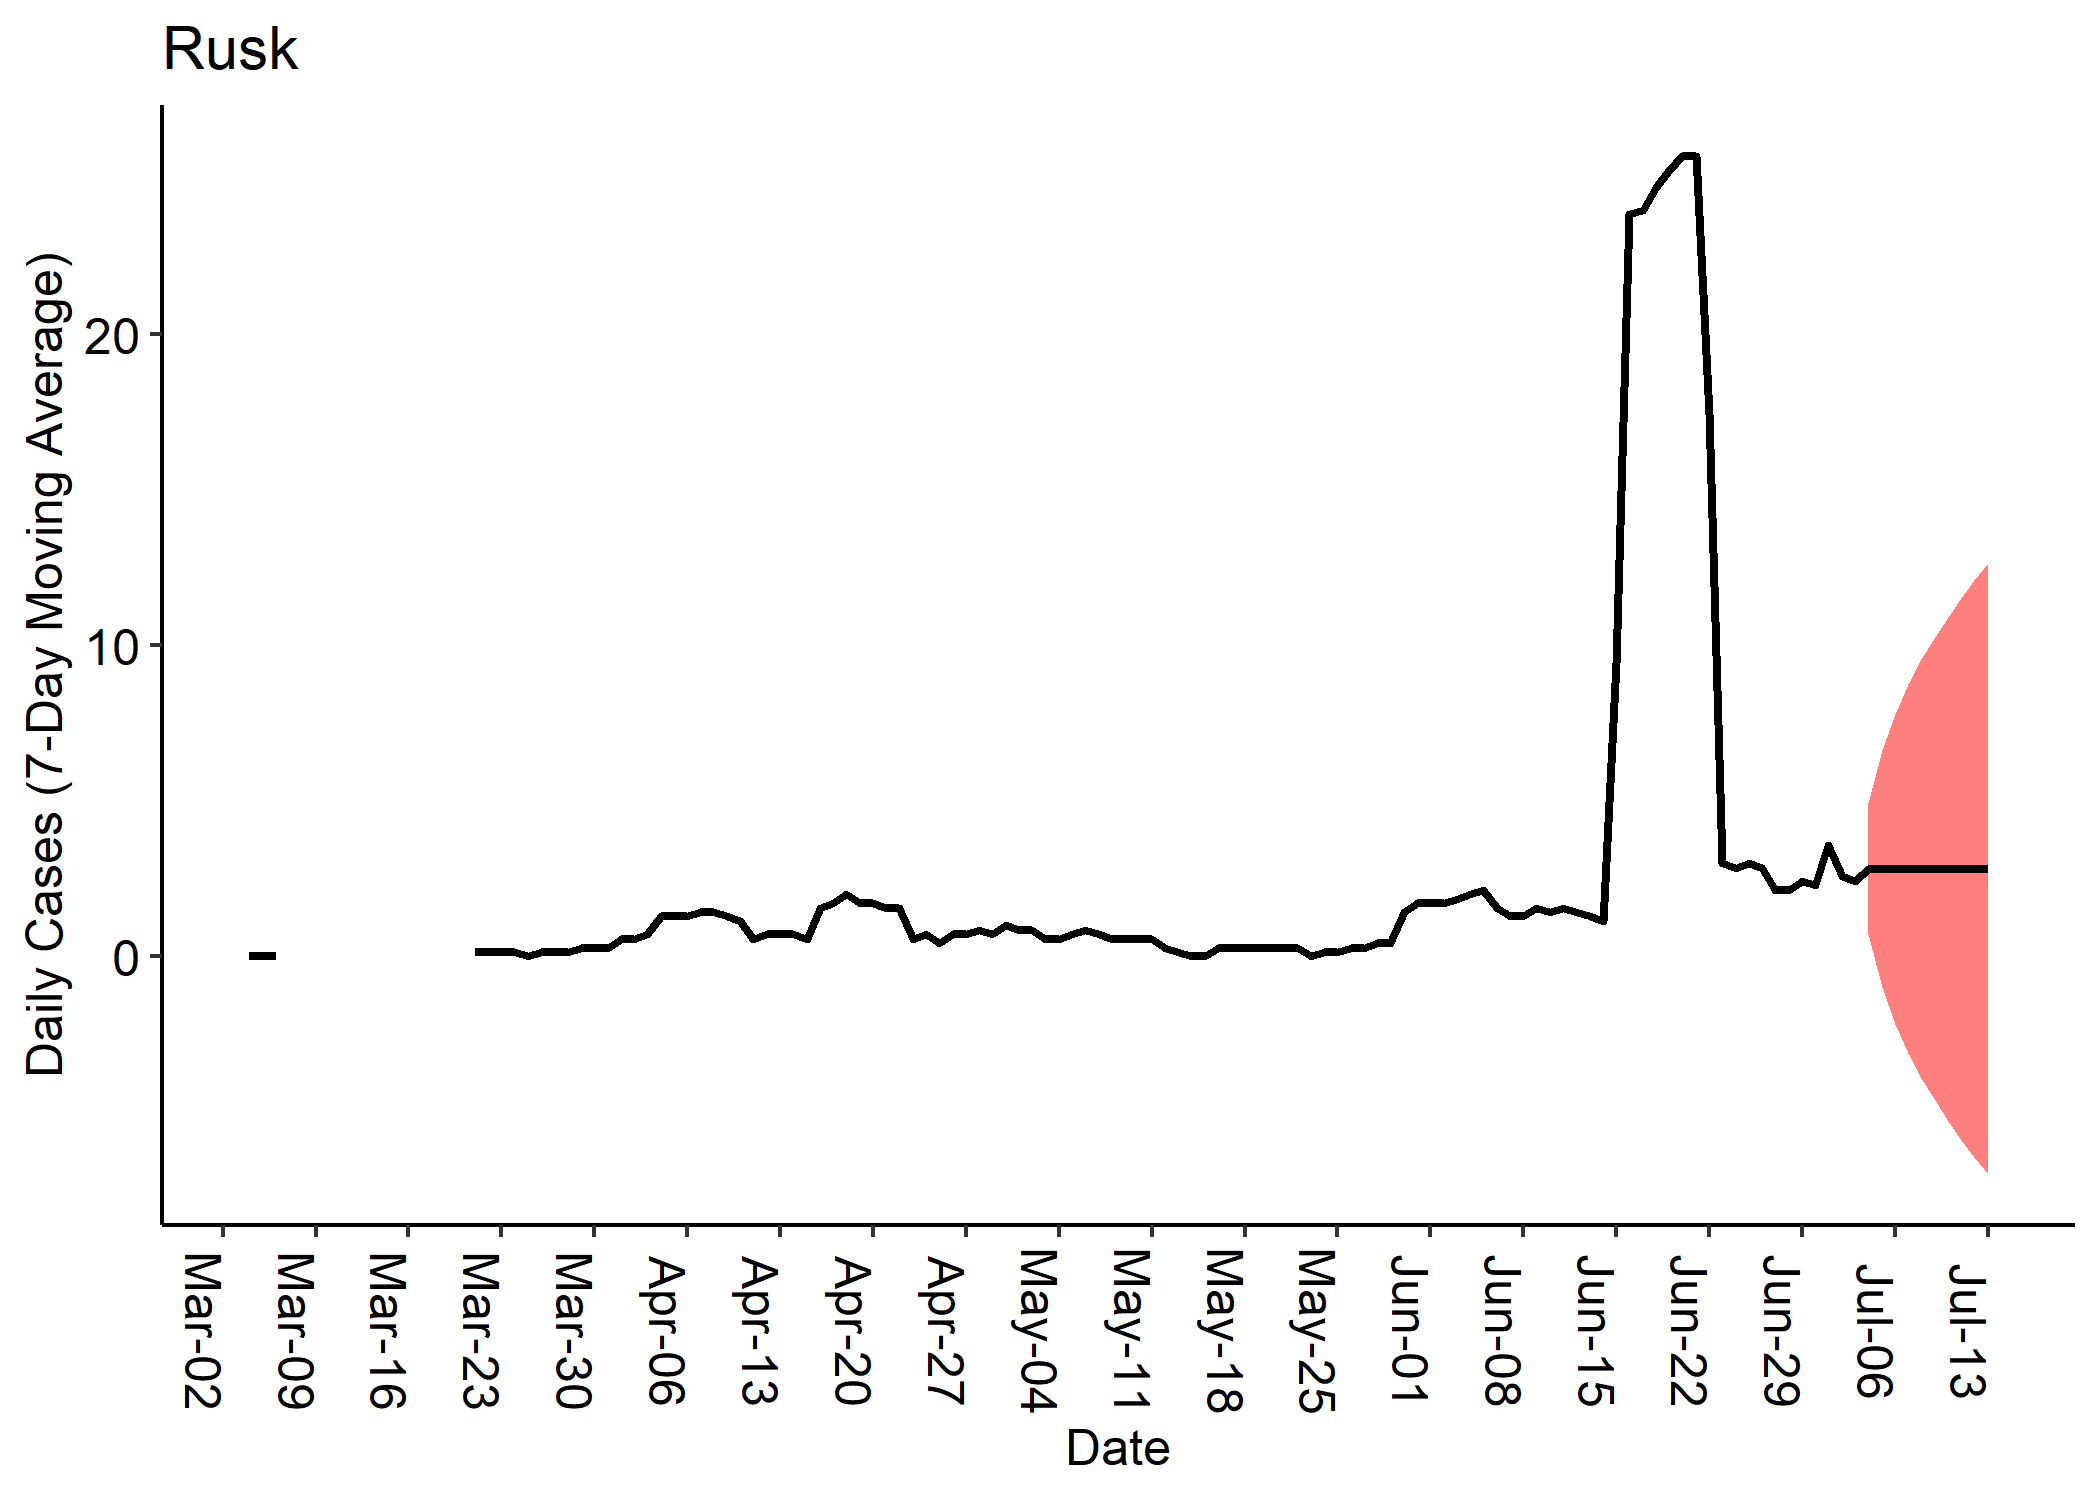 Rusk
Daily Cases (7-Day Moving Average)
20
10
0
Mar-02
Mar-09
Mar-16
Mar-23
Mar-30
Apr-06
Apr-13
Apr-20
Apr-27
May-04
May-11
May-18
May-25
Jun-01
Jun-08
Jun-15
Jun-22
Jun-29
Jul-06
Jul-13
Date